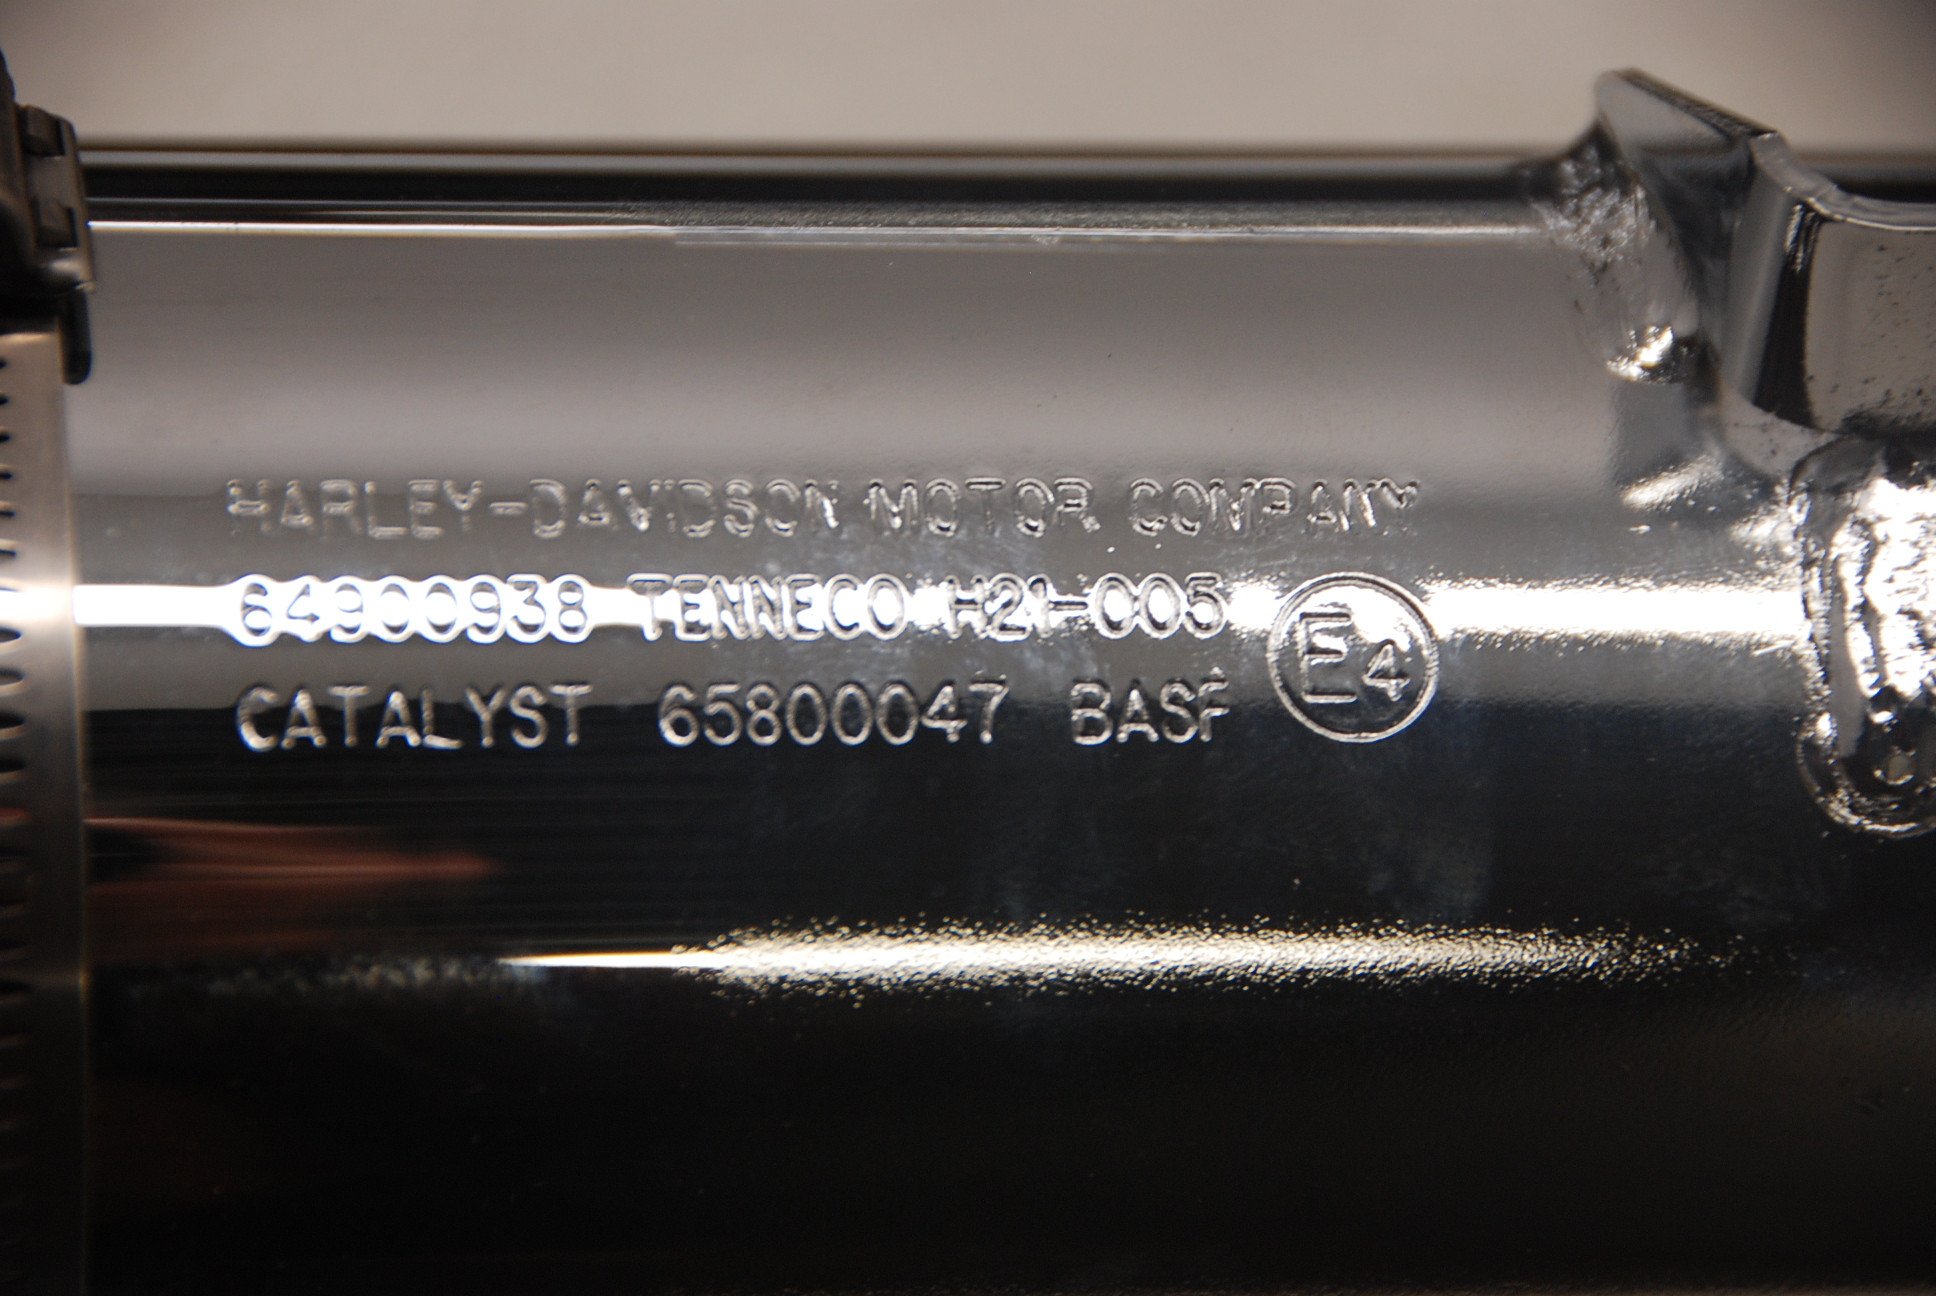 HARLEY-DAVIDSON MOTOR COMPANY
64900938 TENNECO H21-005
CATALYST 65800047 BASF
E4